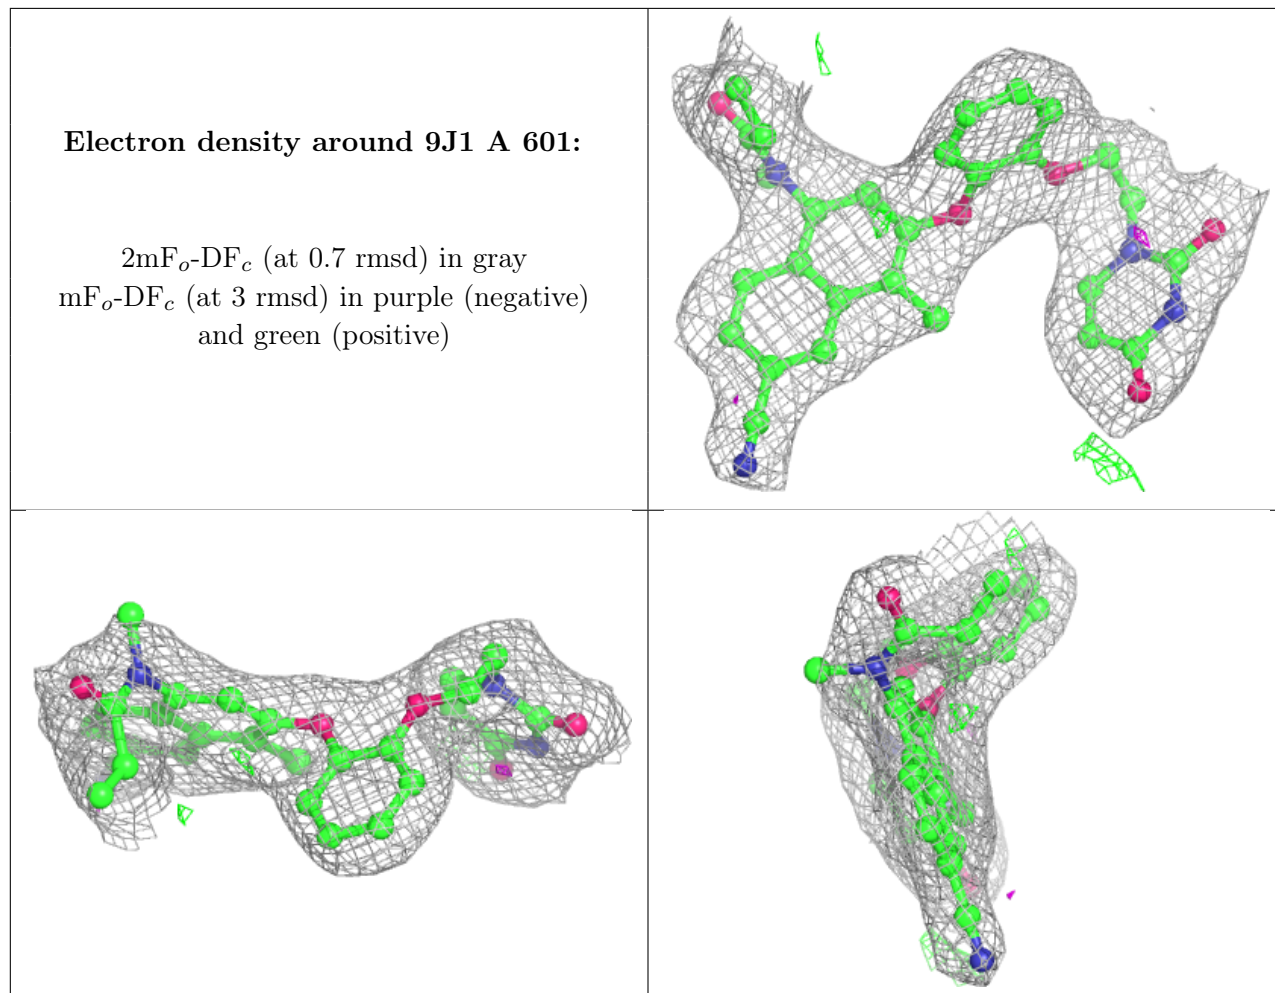 Electron density around 9J1 A 601:
2mFo-DFc (at 0.7 rmsd) in gray
mFo-DFc (at 3 rmsd) in purple (negative)
and green (positive)